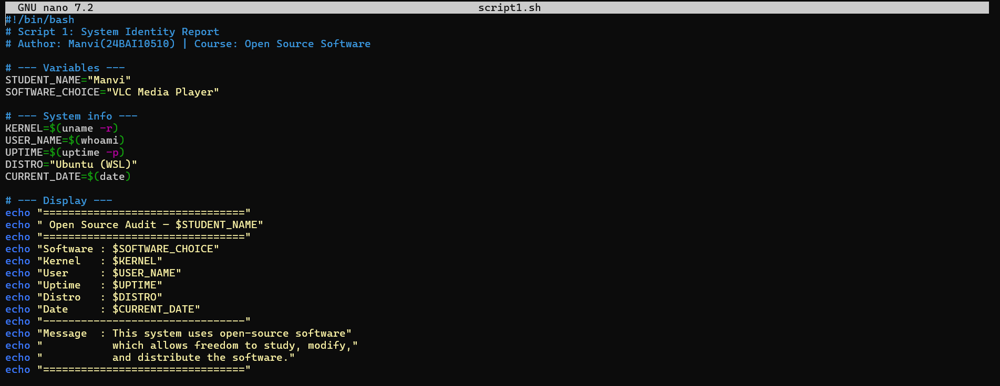 GNU nano 7.2 script1.sh
#!/bin/bash
# Script 1: System Identity Report
# Author: Manvi(24BAI10510) | Course: Open Source Software

# --- Variables ---
STUDENT_NAME="Manvi"
SOFTWARE_CHOICE="VLC Media Player"

# --- System info ---
KERNEL=$(uname -r)
USER_NAME=$(whoami)
UPTIME=$(uptime -p)
DISTRO="Ubuntu (WSL)"
CURRENT_DATE=$(date)

# --- Display ---
echo "================================"
echo " Open Source Audit — $STUDENT_NAME"
echo "================================"
echo "Software : $SOFTWARE_CHOICE"
echo "Kernel   : $KERNEL"
echo "User     : $USER_NAME"
echo "Uptime   : $UPTIME"
echo "Distro   : $DISTRO"
echo "Date     : $CURRENT_DATE"
echo "--------------------------------"
echo "Message  : This system uses open-source software"
echo "           which allows freedom to study, modify,"
echo "           and distribute the software."
echo "================================"